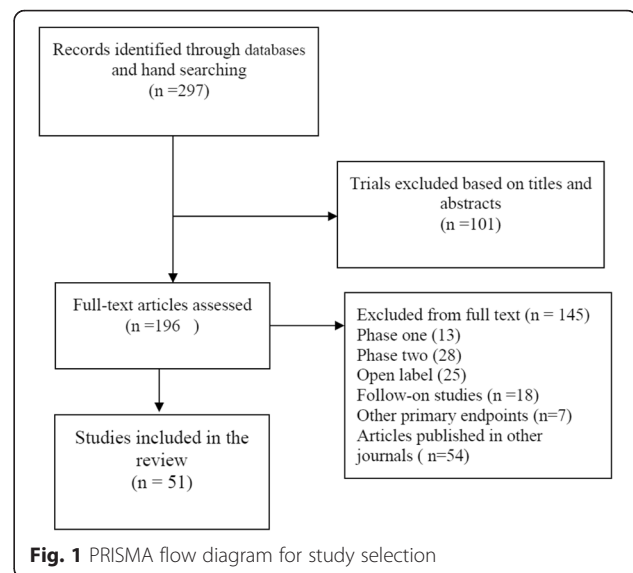 Records identified through databases
and hand searching
(n =297)
Trials excluded based on titles and
abstracts
(n =101)
Full-text articles assessed
(n =196 )
Excluded from full text (n = 145)
Phase one (13)
Phase two (28)
Open label (25)
Follow-on studies (n =18)
Other primary endpoints (n=7)
Articles published in other
journals ( n=54)
Studies included in the
review
(n = 51)
Fig. 1 PRISMA flow diagram for study selection